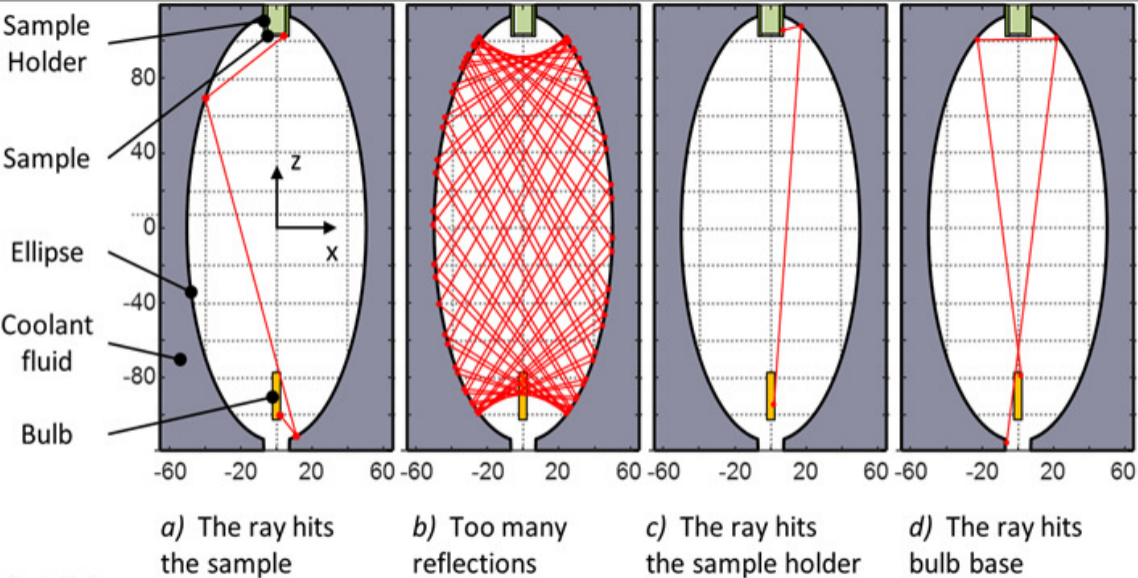 Sample
Holder
Sample
Ellipse
Coolant
fluid
Bulb
80
40
0
-40
-80
z
x
-60 -20 20 60
-60 -20 20 60
-60 -20 20 60
-60 -20 20 60
a) The ray hits
the sample
b) Too many
reflections
c) The ray hits
the sample holder
d) The ray hits
bulb base